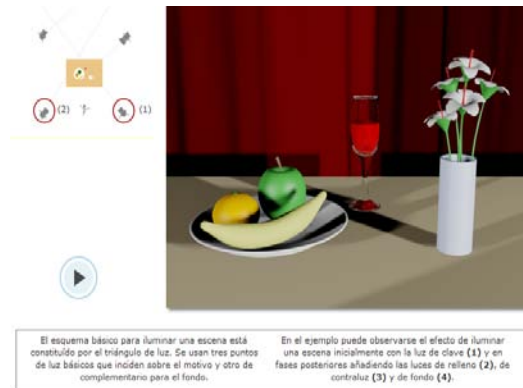 (2)
(1)
El esquema básico para iluminar una escena está
constituido por el triángulo de luz. Se usan tres puntos
de luz básicos que inciden sobre el motivo y otro de
complementario para el fondo.
En el ejemplo puede observarse el efecto de iluminar
una escena inicialmente con la luz de clave (1) y en
fases posteriores añadiendo las luces de relleno (2), de
contraluz (3) y de fondo (4).